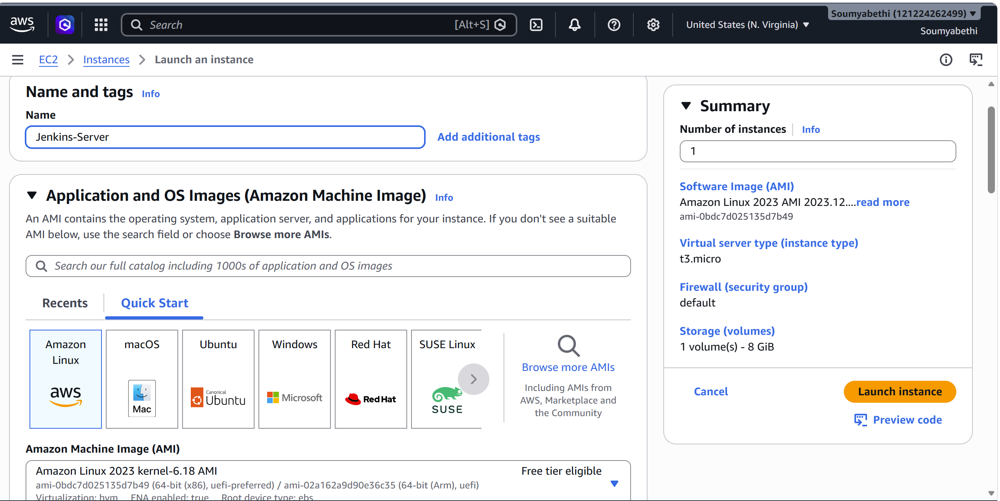 aws
Search
[Alt+S]
United States (N. Virginia)
Soumyabethi (121224262499)
Soumyabethi
EC2
Instances
Launch an instance
Name and tags Info
Name
Jenkins-Server
Add additional tags
Application and OS Images (Amazon Machine Image) Info
An AMI contains the operating system, application server, and applications for your instance. If you don't see a suitable
AMI below, use the search field or choose Browse more AMIs.
Search our full catalog including 1000s of application and OS images
Recents
Quick Start
Amazon
Linux
aws
macOS
Mac
Ubuntu
Canonical
Ubuntu
Windows
Microsoft
Red Hat
Red Hat
SUSE Linux
SUSE
Browse more AMIs
Including AMIs from
AWS, Marketplace and
the Community
Amazon Machine Image (AMI)
Amazon Linux 2023 kernel-6.18 AMI
Free tier eligible
ami-0bdc7d025135d7b49 (64-bit (x86), uefi-preferred) / ami-02a162a9d90e36c35 (64-bit (Arm), uefi)
Virtualization: hvm ENA enabled: true Root device type: ebs
Summary
Number of instances Info
1
Software Image (AMI)
Amazon Linux 2023 AMI 2023.12....read more
ami-0bdc7d025135d7b49
Virtual server type (instance type)
t3.micro
Firewall (security group)
default
Storage (volumes)
1 volume(s) - 8 GiB
Cancel
Launch instance
Preview code